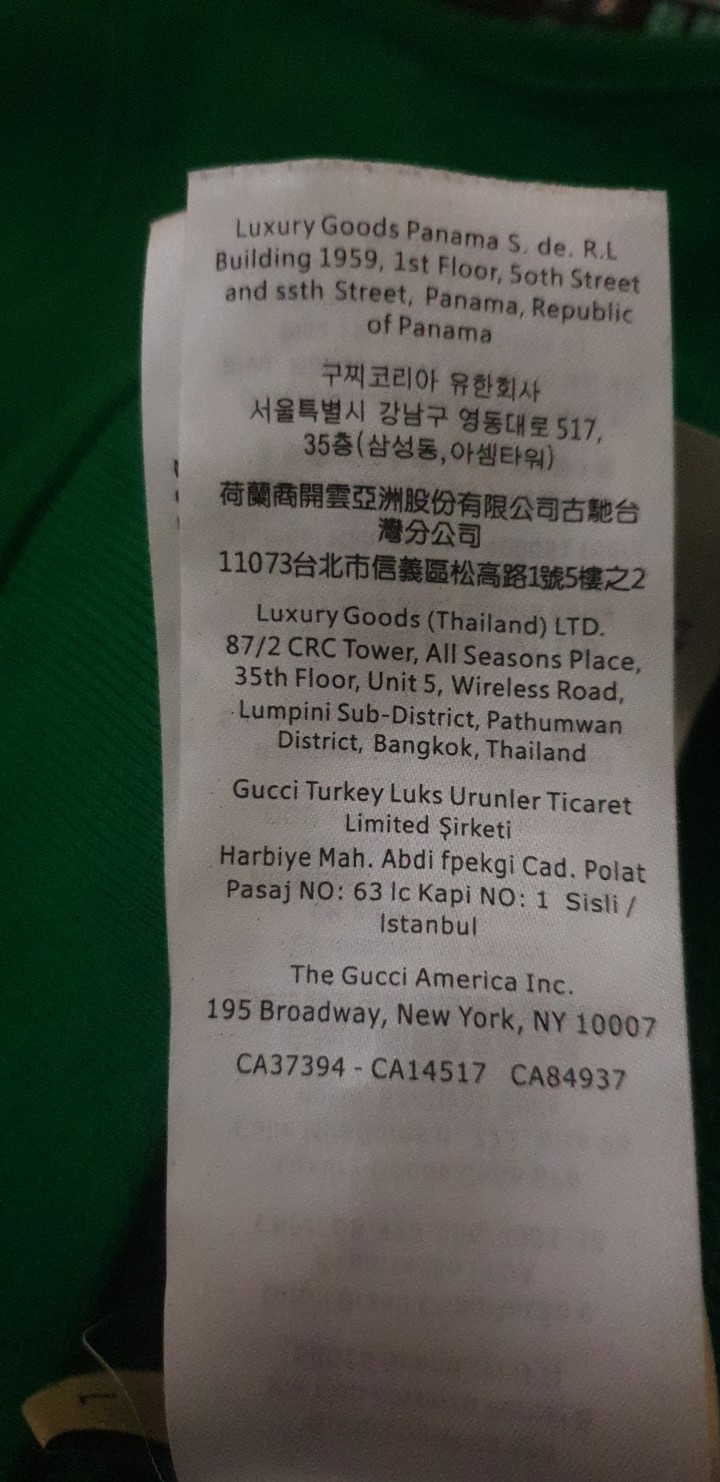 Luxury Goods Panama S. de. R.L
Building 1959, 1st Floor, 5oth Street
and ssth Street, Panama, Republic
of Panama
구찌코리아 유한회사
서울특별시 강남구 영동대로 517,
35층(삼성동,아셈타워)
荷蘭商開雲亞洲股份有限公司古馳台
灣分公司
11073台北市信義區松高路1號5樓之2
Luxury Goods (Thailand) LTD.
87/2 CRC Tower, All Seasons Place,
35th Floor, Unit 5, Wireless Road,
Lumpini Sub-District, Pathumwan
District, Bangkok, Thailand
Gucci Turkey Luks Urunler Ticaret
Limited Şirketi
Harbiye Mah. Abdi fpekgi Cad. Polat
Pasaj NO: 63 lc Kapi NO: 1 Sisli /
Istanbul
The Gucci America Inc.
195 Broadway, New York, NY 10007
CA37394 - CA14517 CA84937